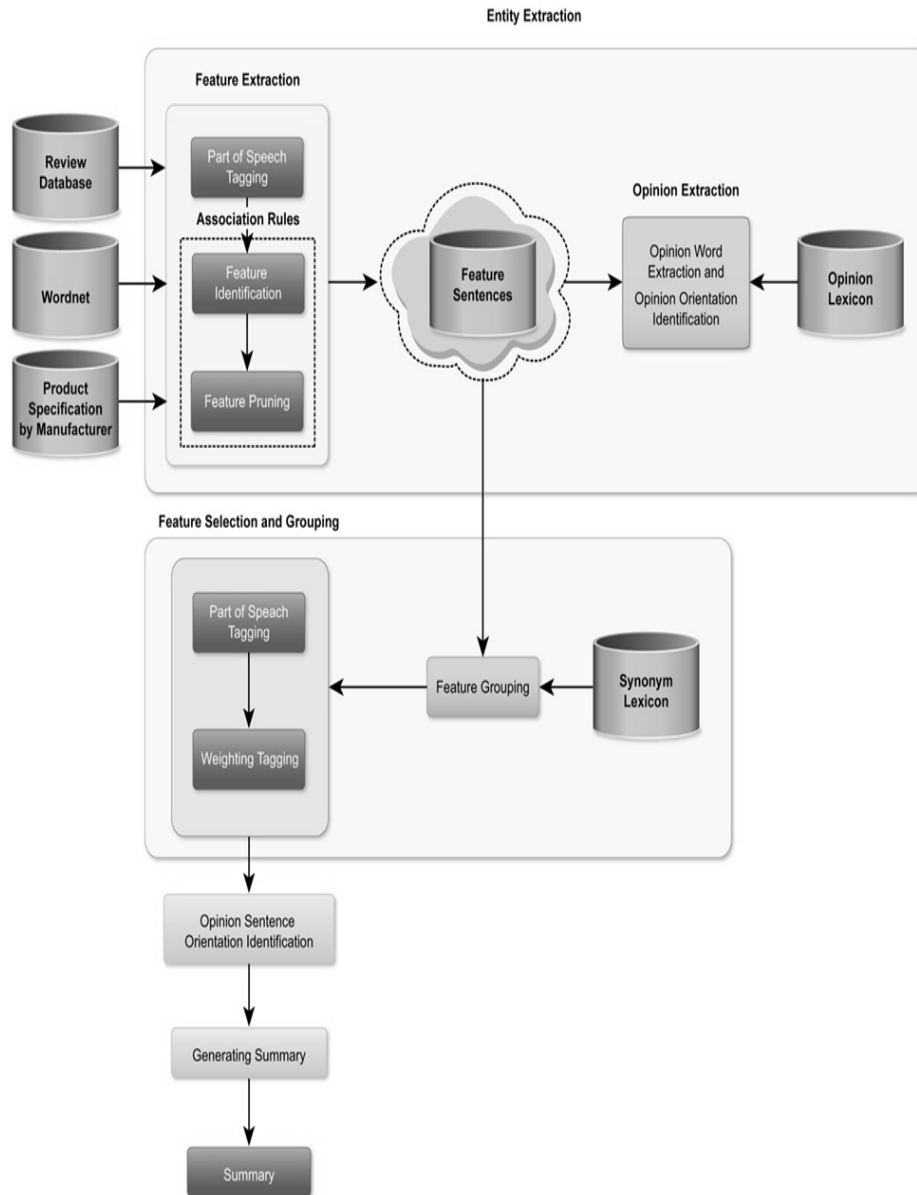 Entity Extraction
Feature Extraction
Review
Database
Part of Speech
Tagging
Association Rules
Wordnet
Feature
Identification
Product
Specification
by Manufacturer
Feature Pruning
Feature
Sentences
Opinion Extraction
Opinion Word
Extraction and
Opinion Orientation
Identification
Opinion
Lexicon
Feature Selection and Grouping
Part of Speach
Tagging
Weighting Tagging
Feature Grouping
Synonym
Lexicon
Opinion Sentence
Orientation Identification
Generating Summary
Summary